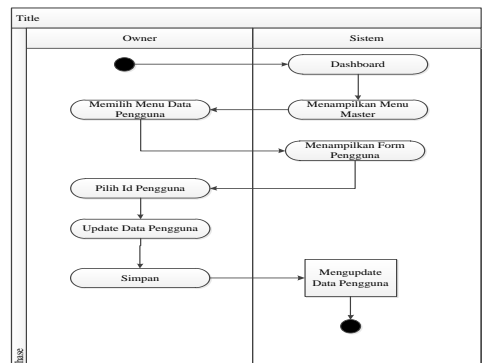 Title
Owner
Sistem
Dashboard
Memilih Menu Data
Pengguna
Menampilkan Menu
Master
Menampilkan Form
Pengguna
Pilih Id Pengguna
Update Data Pengguna
Simpan
Mengupdate
Data Pengguna
hase